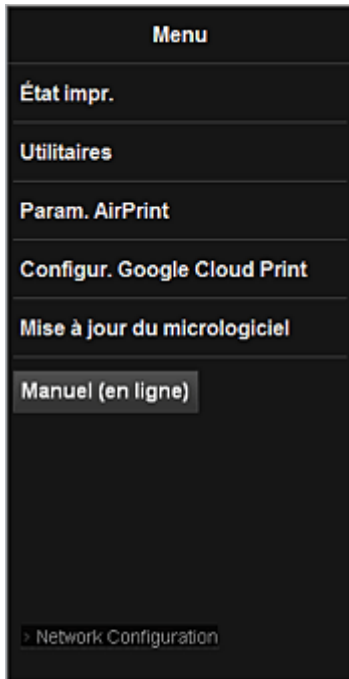 Menu
État impr.
Utilitaires
Param. AirPrint
Configur. Google Cloud Print
Mise à jour du micrologiciel
Manuel (en ligne)
› Network Configuration